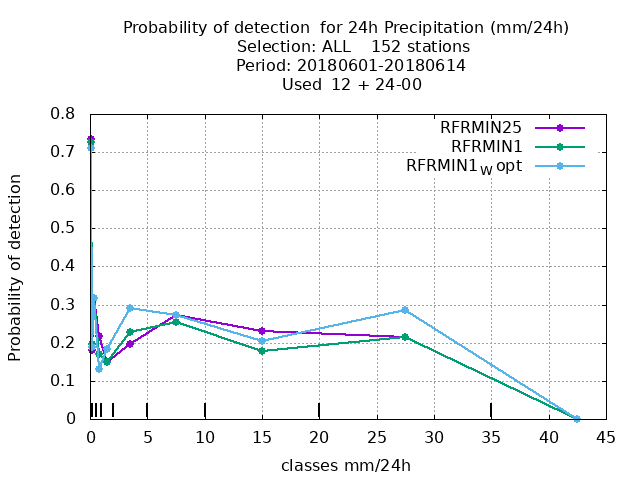 Probability of detection  for 24h Precipitation (mm/24h)
Selection: ALL    152 stations
Period: 20180601-20180614
Used  12 + 24-00
Probability of detection
0.8
0.7
0.6
0.5
0.4
0.3
0.2
0.1
0
RFRMIN25
RFRMIN1
RFRMIN1W opt
0 5 10 15 20 25 30 35 40 45
classes mm/24h